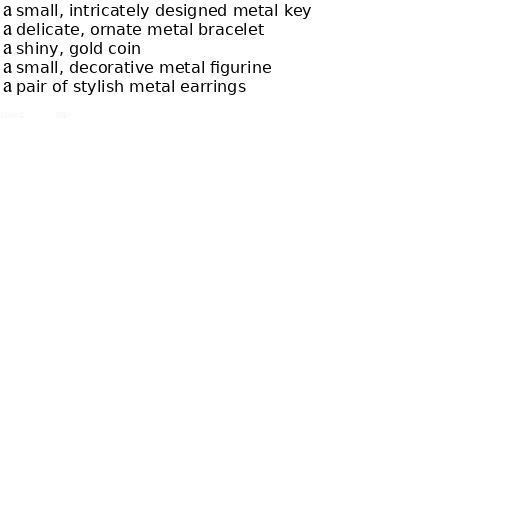 a small, intricately designed metal key
a delicate, ornate metal bracelet
a shiny, gold coin
a small, decorative metal figurine
a pair of stylish metal earrings